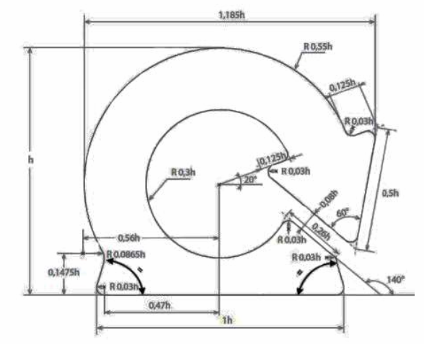 1,185h
R 0,55h
0,125h
R 0,03h
h
0,125h
R 0,3h
R 0,03h
20°
0,5h
0,08h
60°
0,56h
0,26h
R 0,03h
R 0.0865h
R 0,03h
0,1475h
140°
R 0,03h
0,47h
1h